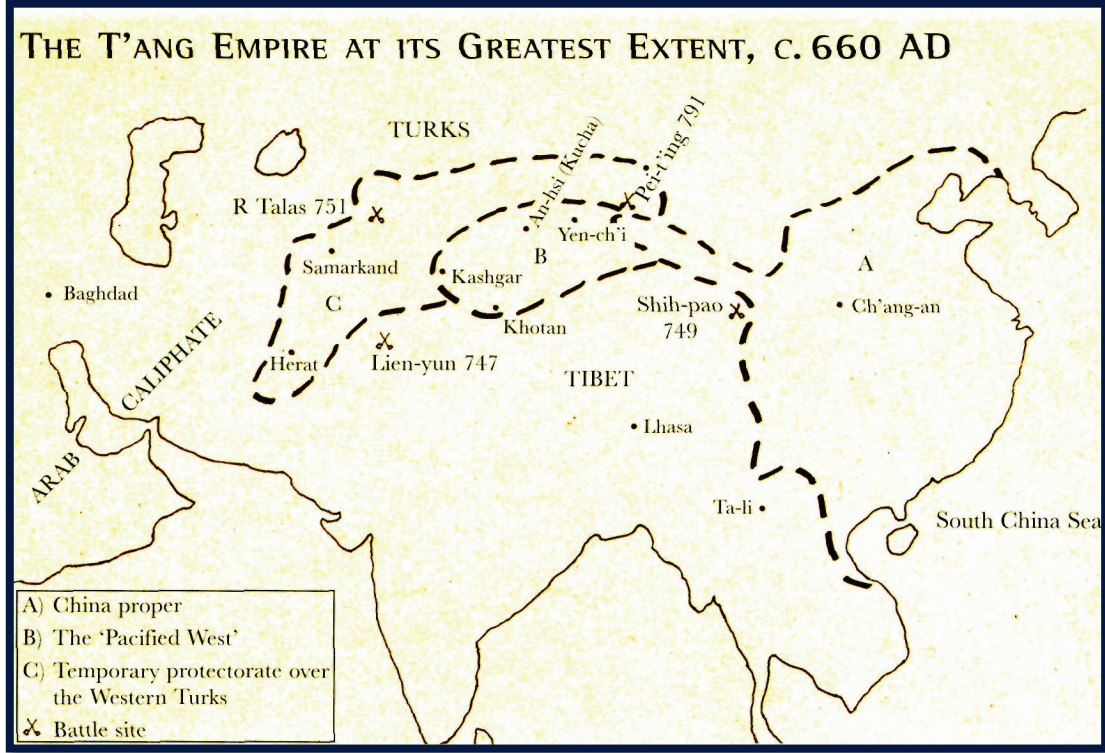 THE T'ANG EMPIRE AT ITS GREATEST EXTENT, C. 660 AD
TURKS
An-hsi (Kucha)
Pei-t'ing 791
R Talas 751
Yen-ch'i
Samarkand
B
A
Kashgar
Baghdad
C
Khotan
Shih-pao
749
Ch'ang-an
Herat
Lien-yun 747
CALIPHATE
TIBET
Lhasa
ARAB
Ta-li
South China Sea
A) China proper
B) The 'Pacified West'
C) Temporary protectorate over
the Western Turks
Battle site